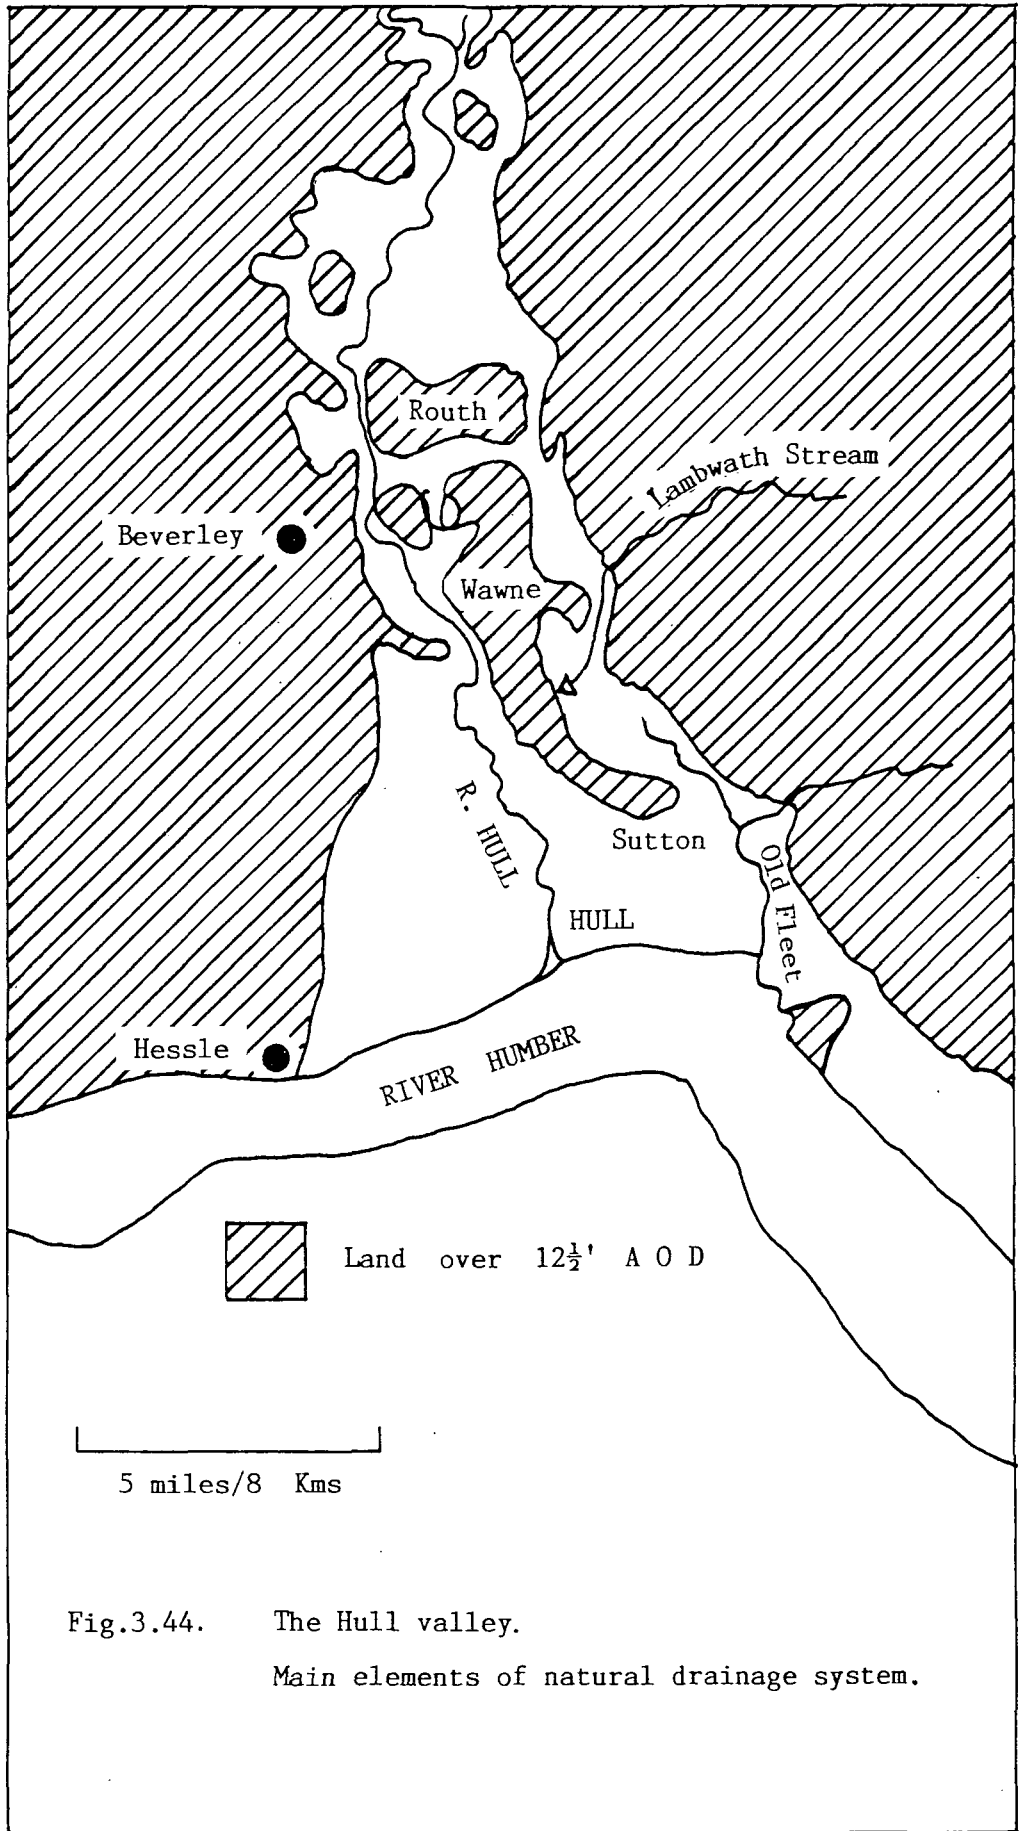 Routh
Lambwath Stream
Beverley
Wawne
R. HULL
Sutton
Old Fleet
HULL
Hessle
RIVER HUMBER
Land over 12½' A O D
5 miles/8 Kms
Fig.3.44. The Hull valley.
Main elements of natural drainage system.